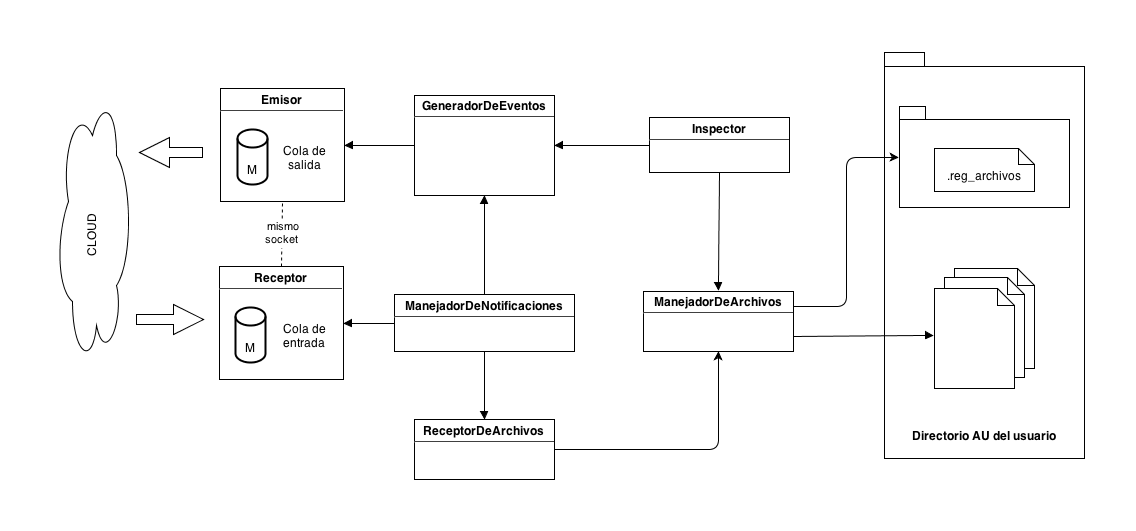 CLOUD
Emisor
M
Cola de
salida
mismo
socket
Receptor
M
Cola de
entrada
GeneradorDeEventos
ManejadorDeNotificaciones
ReceptorDeArchivos
Inspector
ManejadorDeArchivos
.reg_archivos
Directorio AU del usuario